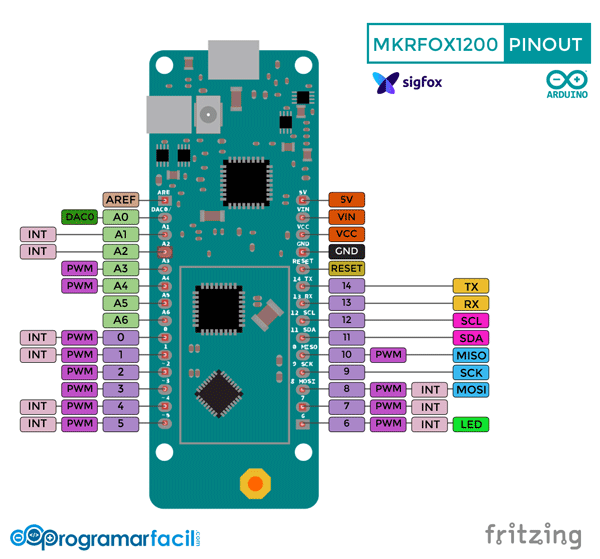 MKRFOX1200 PINOUT
sigfox
ARDUINO
ARE
DAC0
A1
A2
A3
A4
A5
A6
0
1
2
3
4
5
5V
VIN
VCC
GND
RESET
14 TX
13 RX
12 SCL
11 SDA
10 MISO
9 SCK
8 MOSI
7
6
AREF
DAC0 A0
INT A1
INT A2
PWM A3
PWM A4
A5
A6
INT PWM 0
INT PWM 1
PWM 2
PWM 3
INT PWM 4
INT PWM 5
5V
VIN
VCC
GND
RESET
14 TX
13 RX
12 SCL
11 SDA
10 PWM MISO
9 SCK
8 PWM INT MOSI
7 PWM INT
6 PWM INT LED
programarfacil.com
fritzing